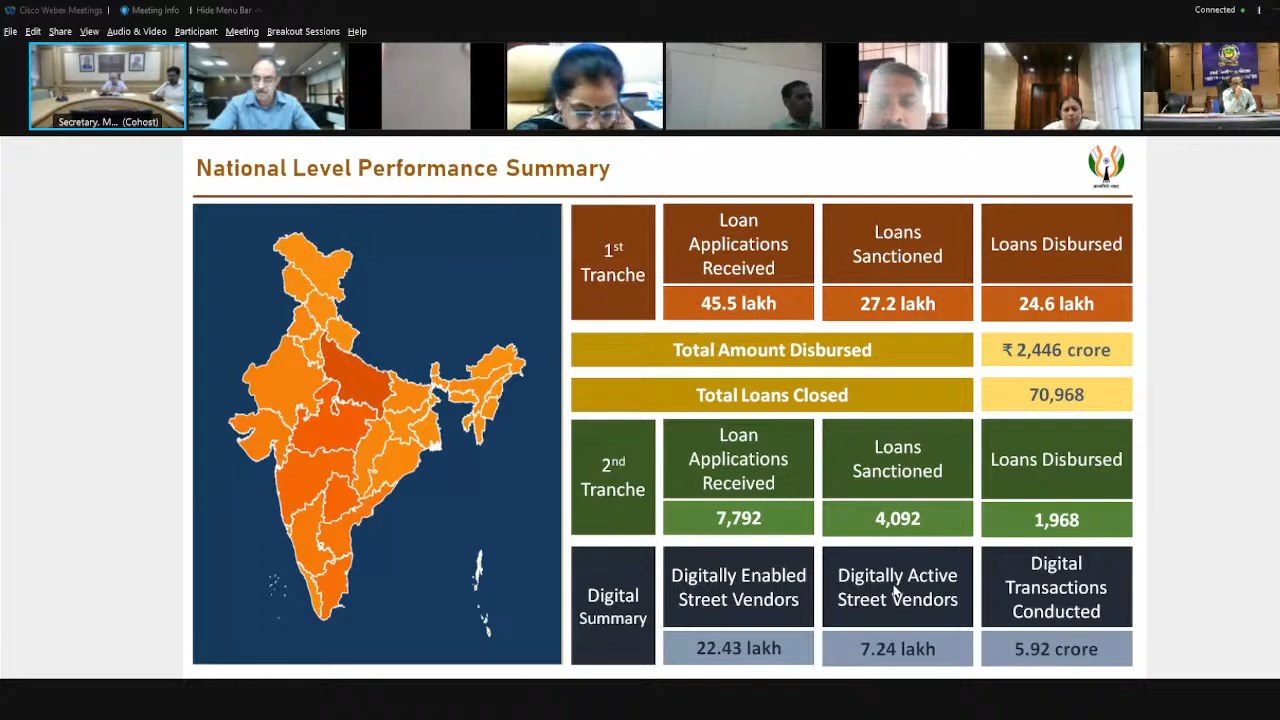 Cisco Webex Meetings
Meeting Info
Hide Menu Bar
Connected
File Edit Share View Audio & Video Participant Meeting Breakout Sessions Help
Secretary, M... (Cohost)
National Level Performance Summary
1st
Tranche
Loan
Applications
Received
45.5 lakh
Loans
Sanctioned
27.2 lakh
Loans Disbursed
24.6 lakh
Total Amount Disbursed
₹ 2,446 crore
Total Loans Closed
70,968
2nd
Tranche
Loan
Applications
Received
7,792
Loans
Sanctioned
4,092
Loans Disbursed
1,968
Digital
Summary
Digitally Enabled
Street Vendors
22.43 lakh
Digitally Active
Street Vendors
7.24 lakh
Digital
Transactions
Conducted
5.92 crore